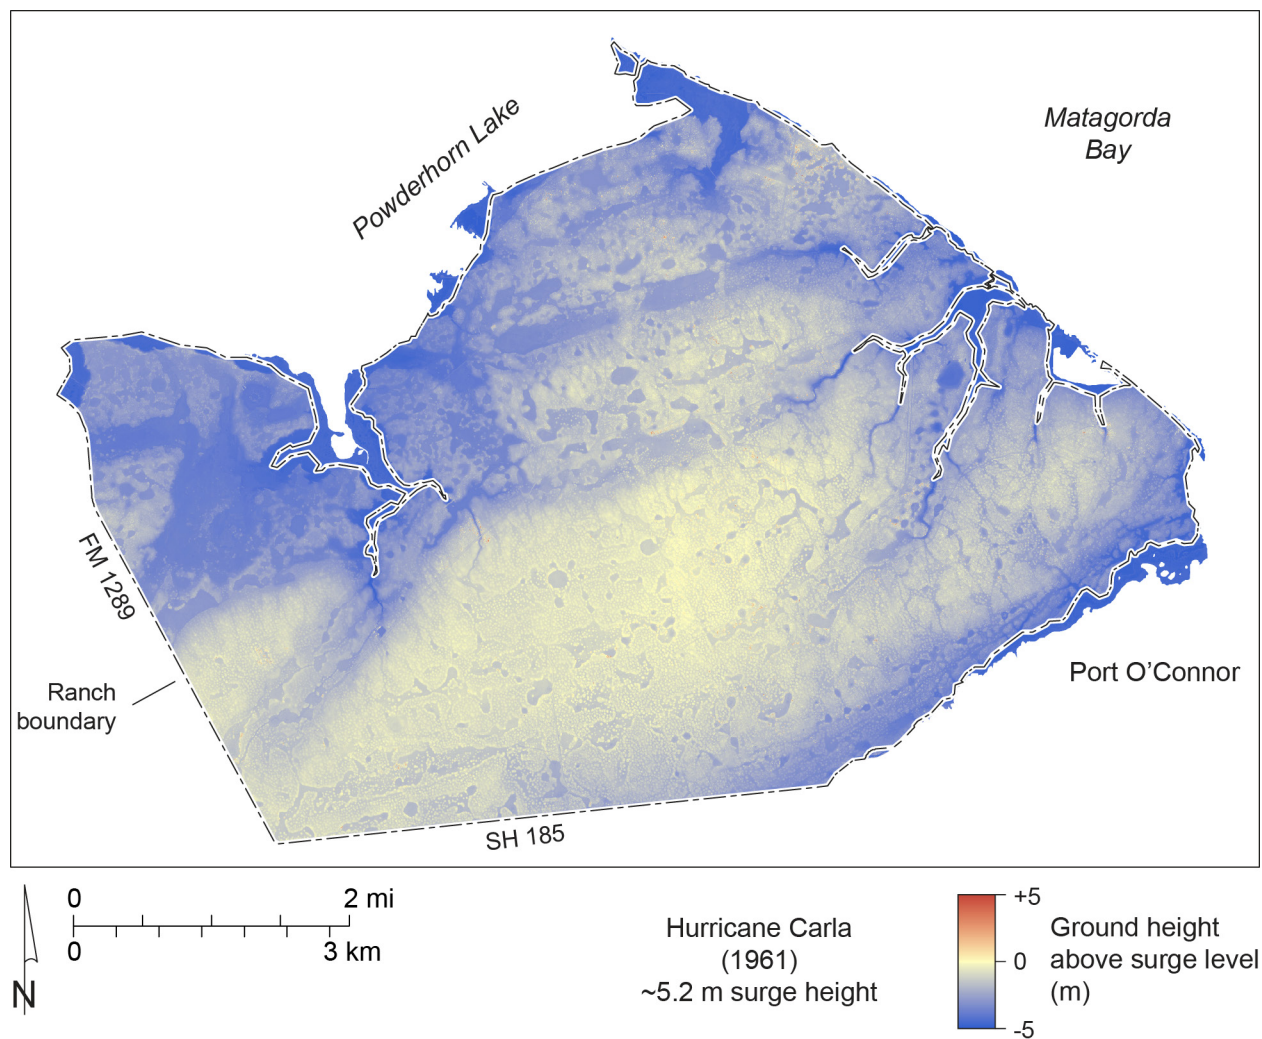 Powderhorn Lake
Matagorda
Bay
FM 1289
Ranch
boundary
SH 185
Port O’Connor
0
2 mi
0
3 km
N
Hurricane Carla
(1961)
~5.2 m surge height
+5
0
-5
Ground height
above surge level
(m)